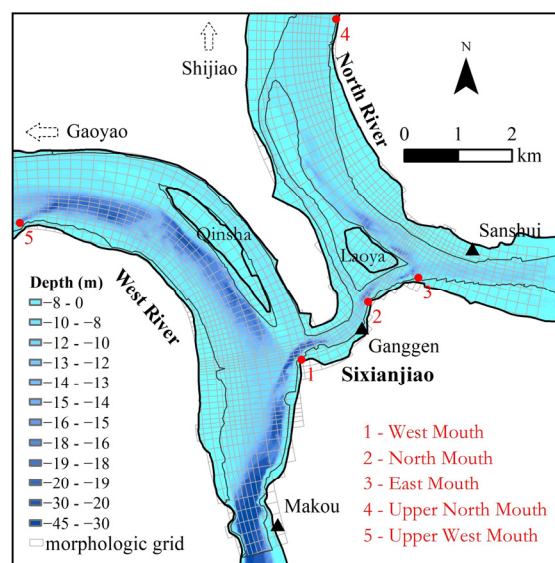 4
Shijiao
North River
N
0 1 2
km
Gaoyao
Qinsha
Sanshui
Laoya
5
3
2
Depth (m)
West River
Ganggen
1
Sixianjiao
−8 - 0
−10 - −8
−12 - −10
−13 - −12
−14 - −13
−15 - −14
−16 - −15
−18 - −16
−19 - −18
−20 - −19
−30 - −20
−45 - −30
morphologic grid
Makou
1 - West Mouth
2 - North Mouth
3 - East Mouth
4 - Upper North Mouth
5 - Upper West Mouth